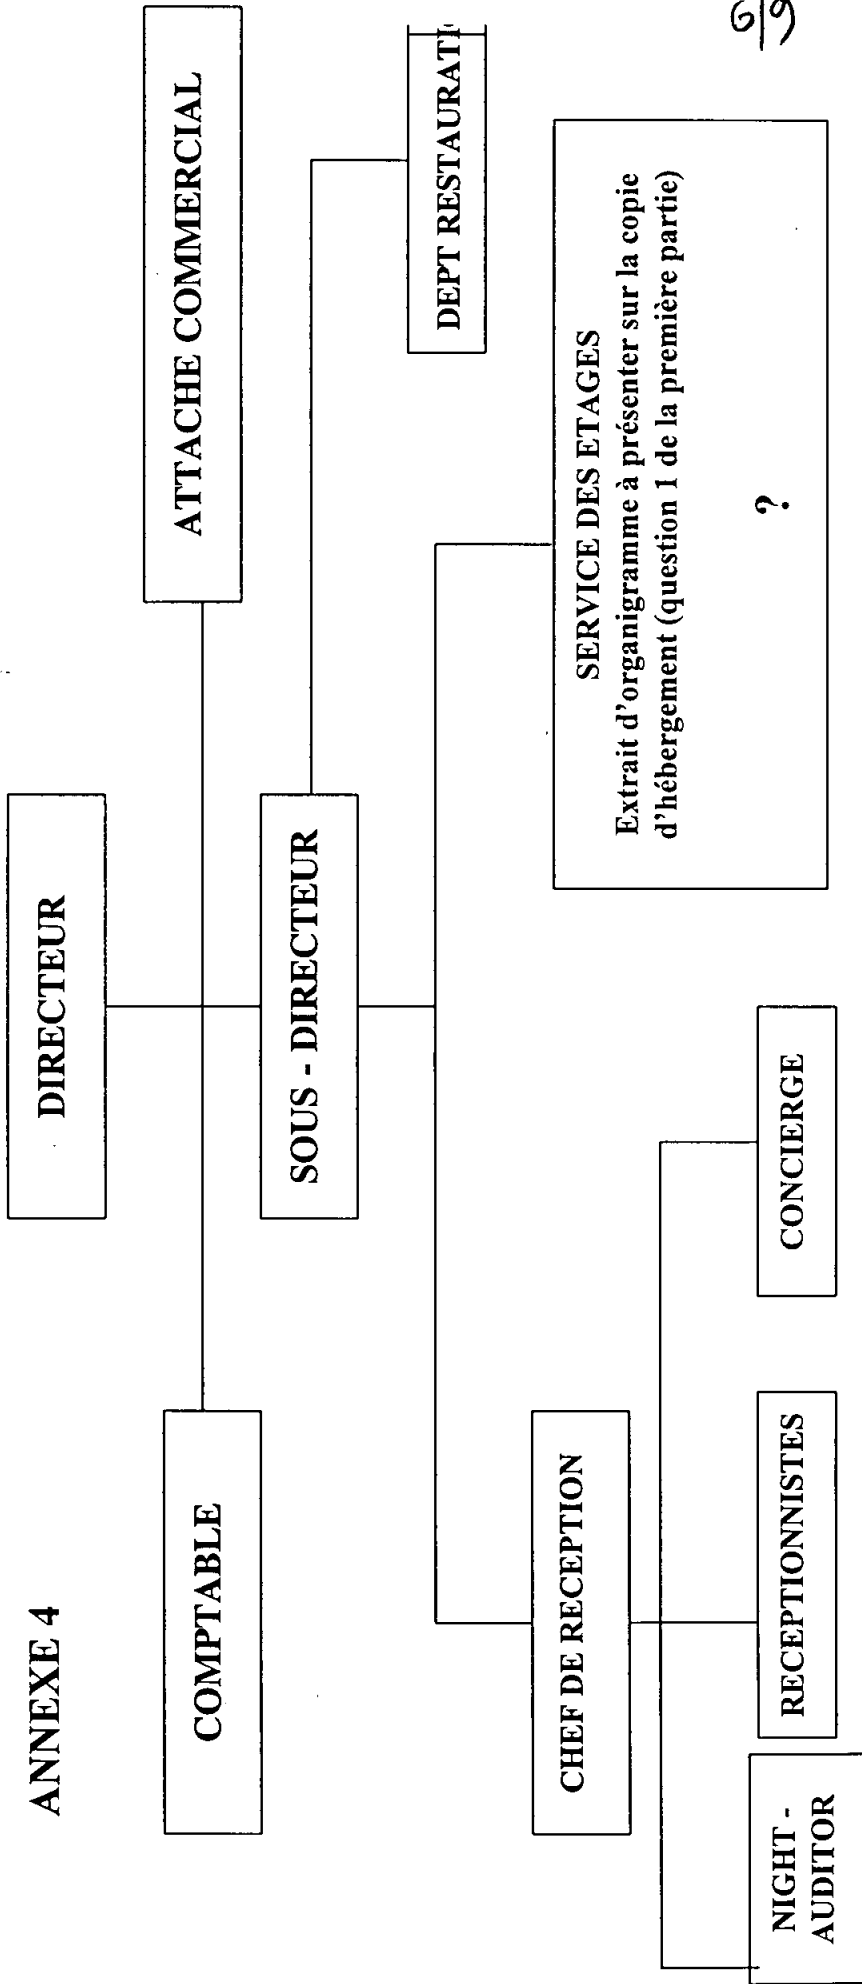 ANNEXE 4
DIRECTEUR
COMPTABLE
ATTACHE COMMERCIAL
SOUS - DIRECTEUR
DEPT RESTAURATI
CHEF DE RECEPTION
SERVICE DES ETAGES
Extrait d'organigramme à présenter sur la copie
d'hébergement (question 1 de la première partie)
?
NIGHT -
AUDITOR
RECEPTIONNISTES
CONCIERGE
6/9